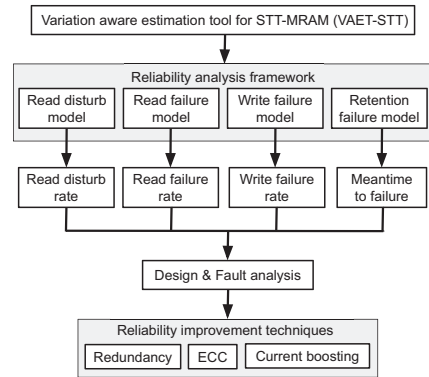 Variation aware estimation tool for STT-MRAM (VAET-STT)
Reliability analysis framework
Read disturb
model
Read failure
model
Write failure
model
Retention
failure model
Read disturb
rate
Read failure
rate
Write failure
rate
Meantime
to failure
Design & Fault analysis
Reliability improvement techniques
Redundancy
ECC
Current boosting